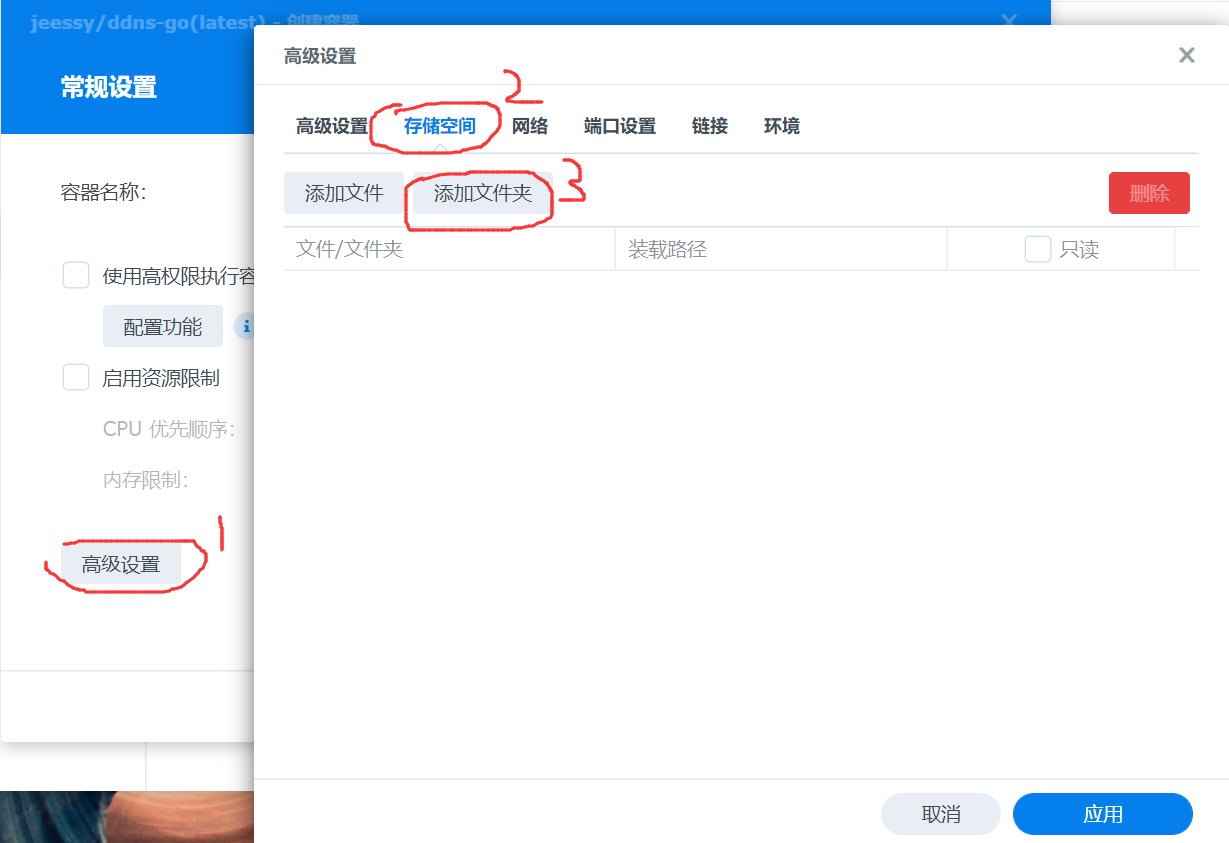 jeessy/ddns-go(latest) - 创建容器
常规设置
容器名称:
使用高权限执行容
配置功能
i
启用资源限制
CPU 优先顺序:
内存限制:
高级设置
1
高级设置
2
高级设置 存储空间 网络 端口设置 链接 环境
添加文件 添加文件夹 3 删除
文件/文件夹 装载路径 只读
取消 应用